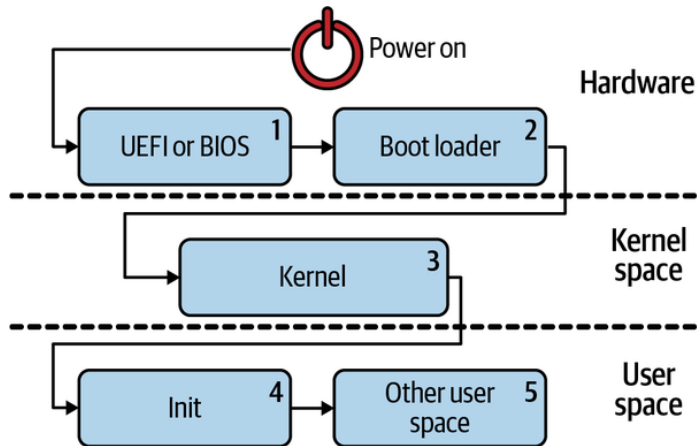 Power on
Hardware
UEFI or BIOS 1
Boot loader 2
Kernel
space
Kernel 3
User
space
Init 4
Other user
space 5